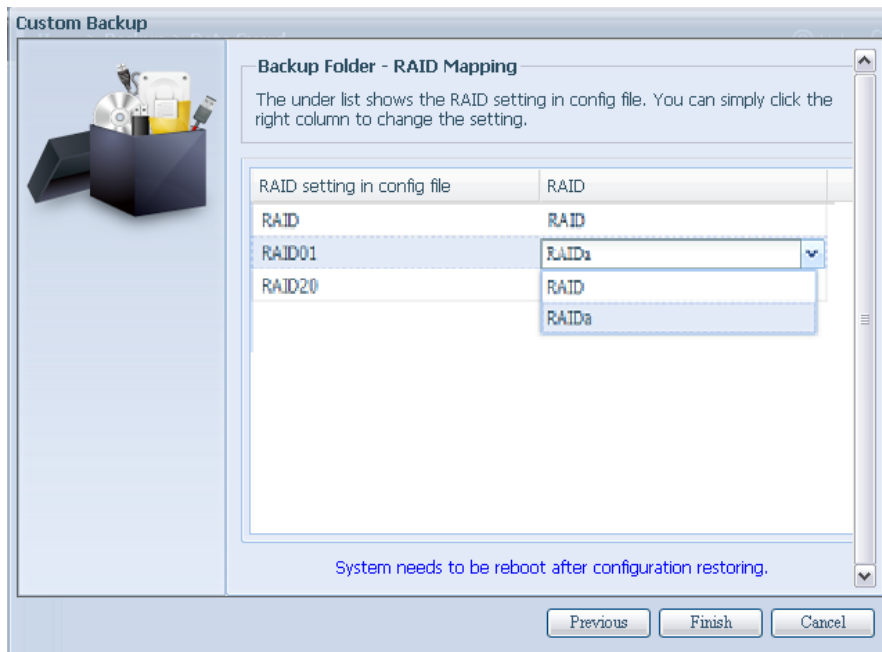 Custom Backup
Backup Folder - RAID Mapping
The under list shows the RAID setting in config file. You can simply click the
right column to change the setting.
RAID setting in config file RAID
RAID RAID
RAID01 RAIDa
RAID20 RAID
RAIDa
System needs to be reboot after configuration restoring.
Previous Finish Cancel